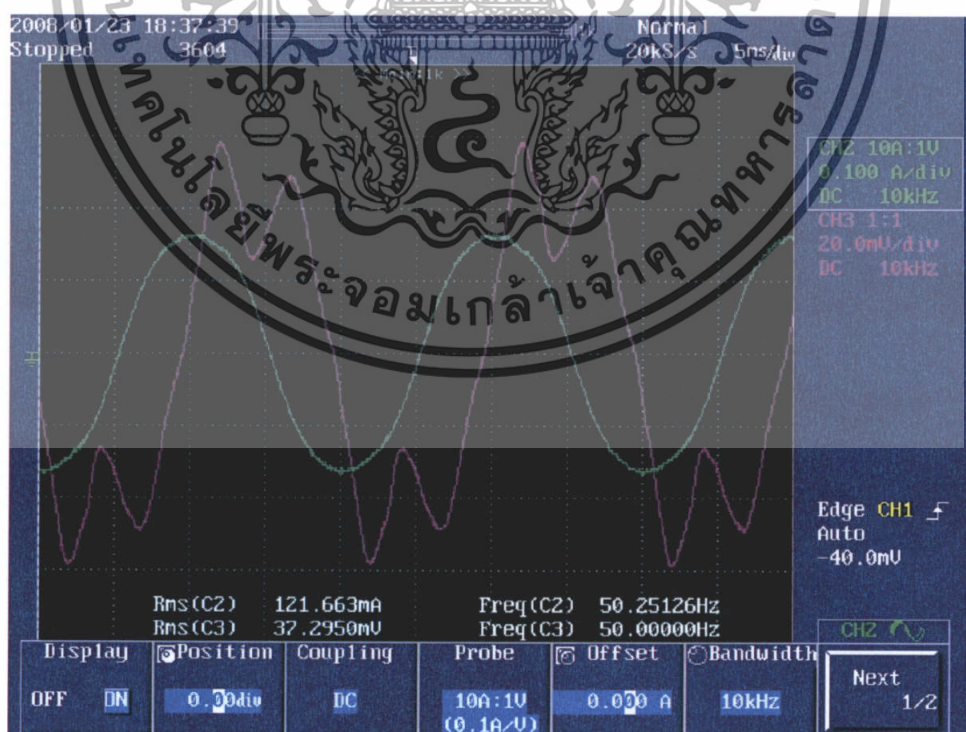 2008/01/23 18:37:39
Normal
Stopped
3604
20kS/s 5ms/div
เทคโนโลยีพระจอมเกล้าเจ้าคุณทหารลาด
CH2 10A:1V
0.100 A/div
DC 10kHz
CH3 1:1
20.0mV/div
DC 10kHz
Edge CH1
Auto
-40.0mV
Rms(C2) 121.663mA Freq(C2) 50.25126Hz
Rms(C3) 37.2950mV Freq(C3) 50.00000Hz
CH2
Display Position Coupling Probe Offset Bandwidth
Next
1/2
OFF ON 0.00div DC 10A:1V 0.000 A 10kHz
(0.1A/V)